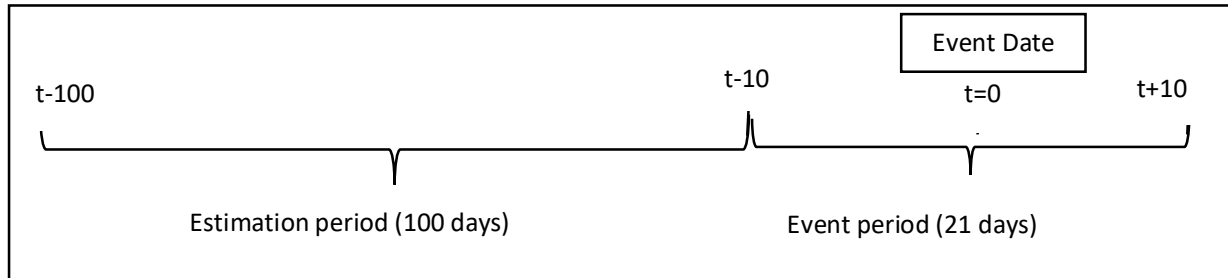 Event Date
t-100
t-10
t=0
t+10
Estimation period (100 days)
Event period (21 days)